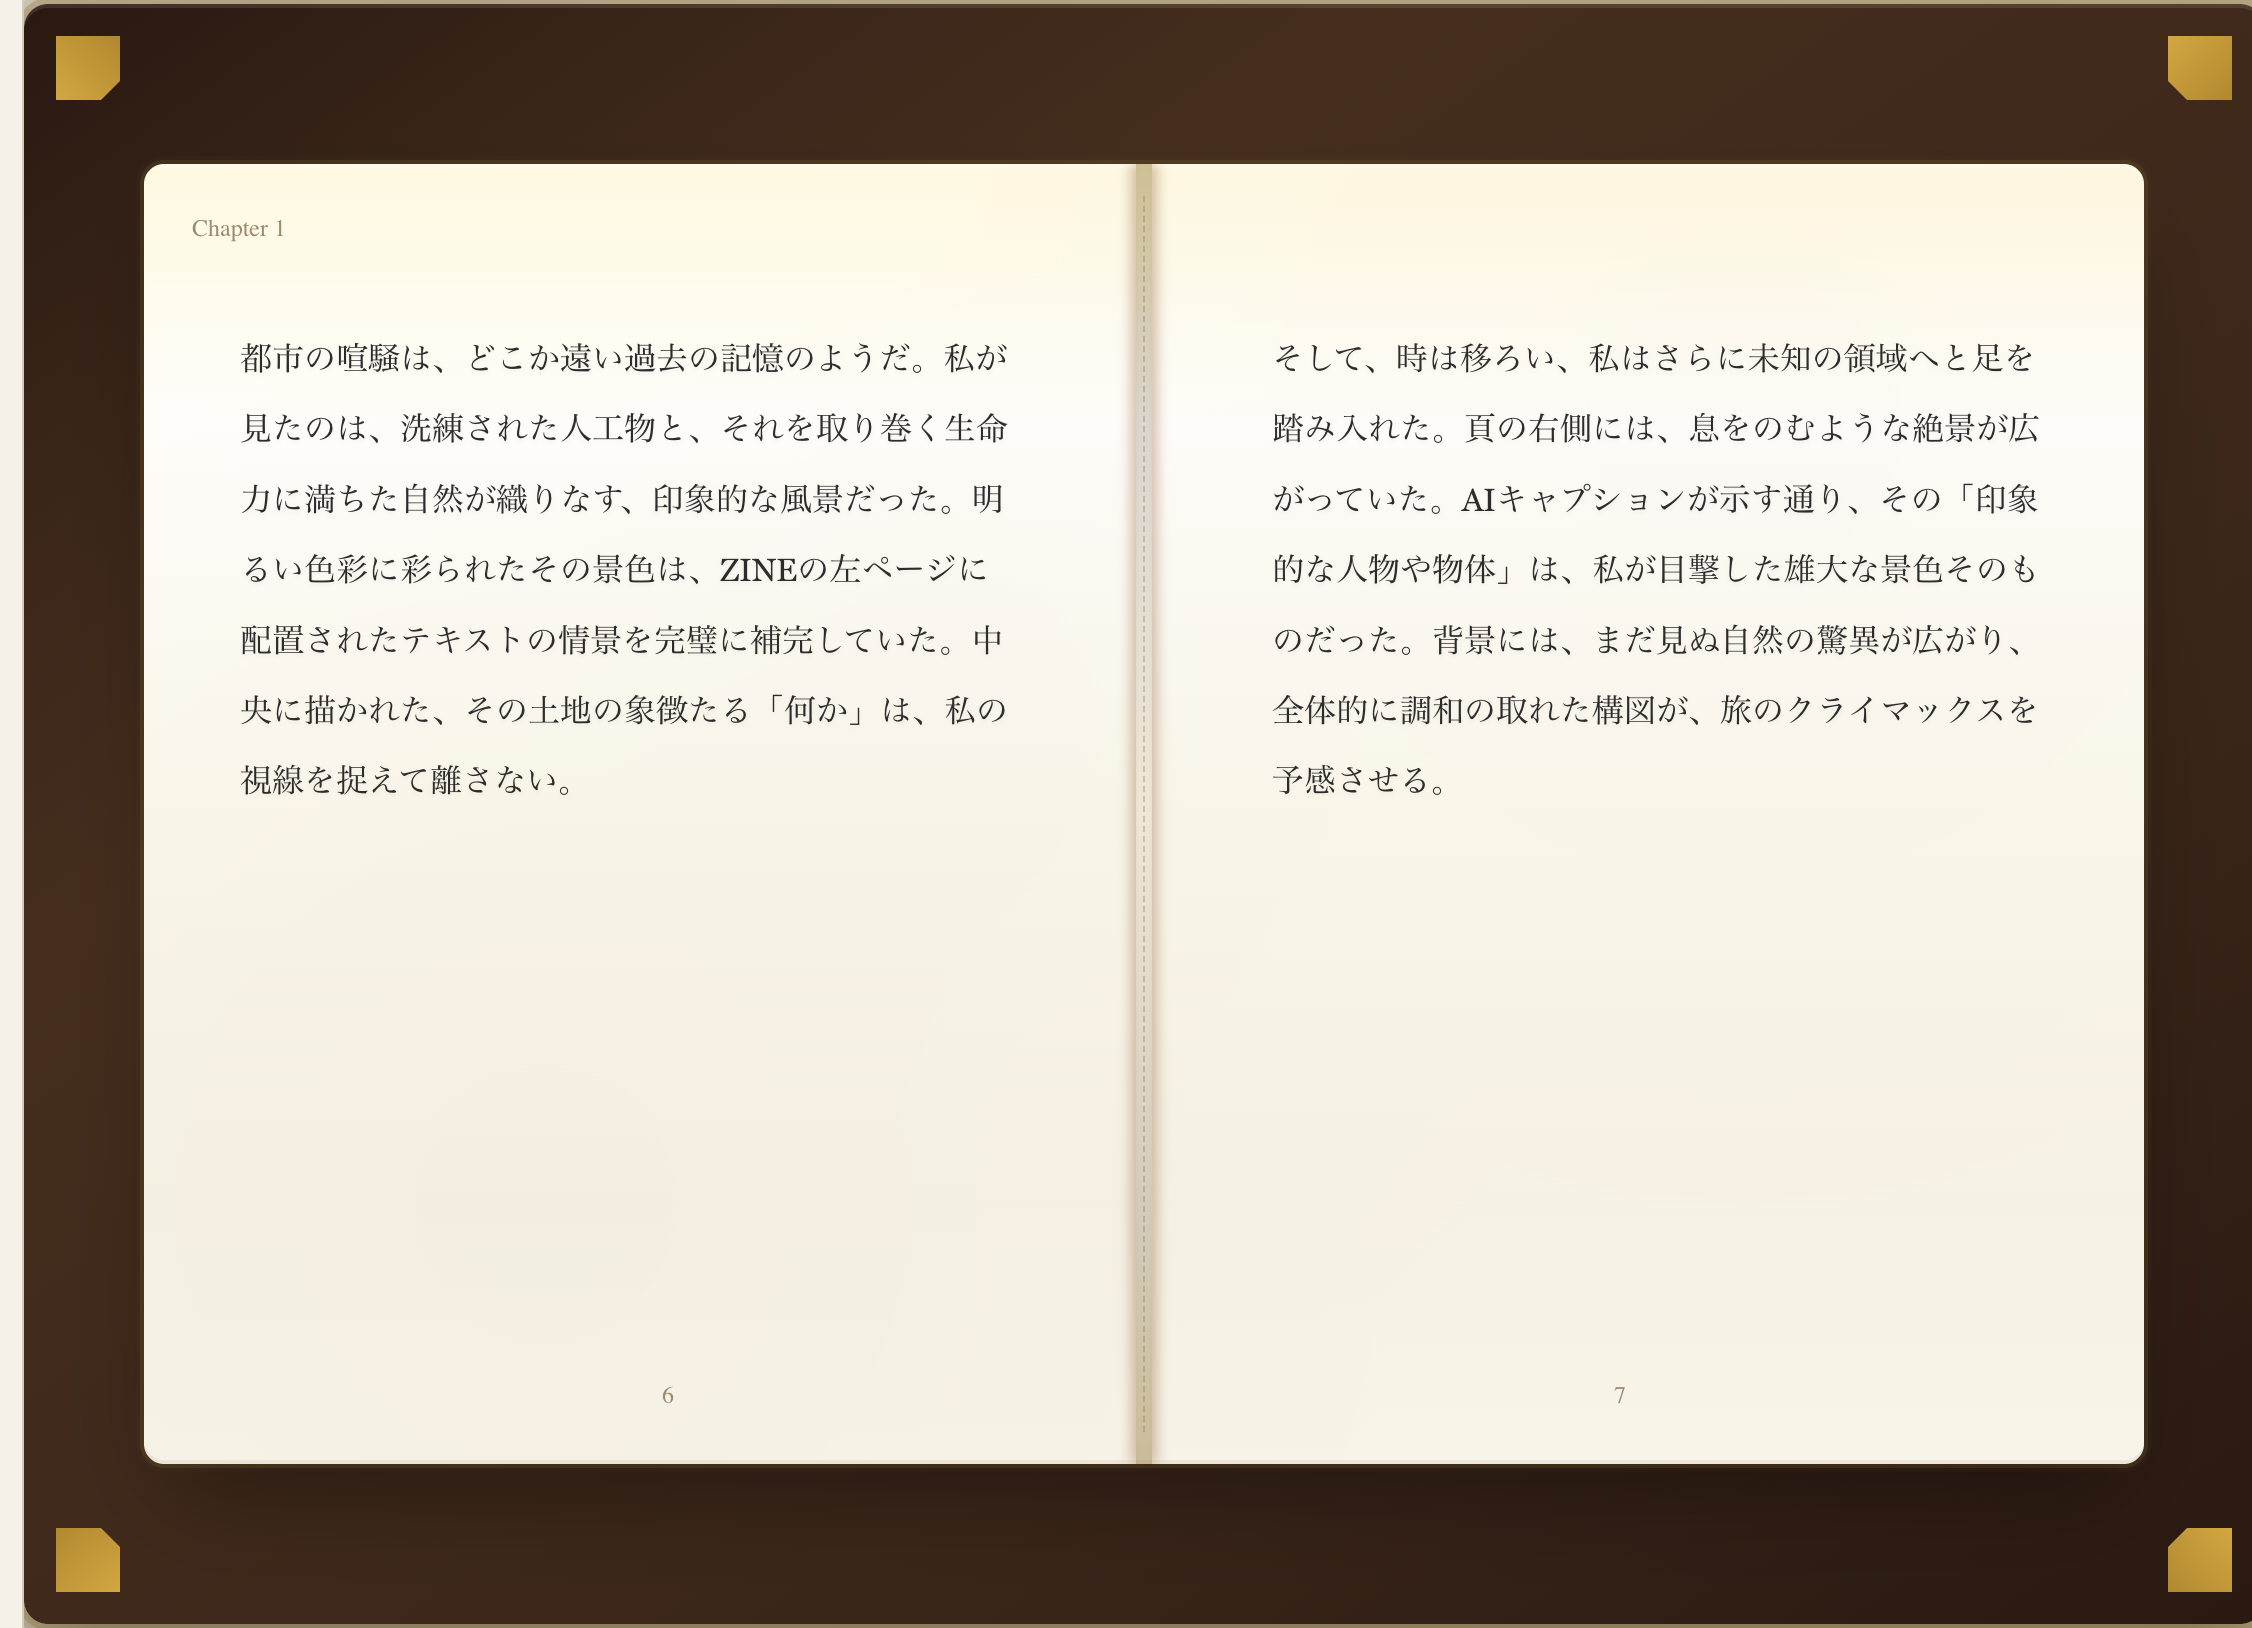 Chapter 1
都市の喧騒は、どこか遠い過去の記憶のようだ。私が
見たのは、洗練された人工物と、それを取り巻く生命
力に満ちた自然が織りなす、印象的な風景だった。明
るい色彩に彩られたその景色は、ZINEの左ページに
配置されたテキストの情景を完璧に補完していた。中
央に描かれた、その土地の象徴たる「何か」は、私の
視線を捉えて離さない。
6
そして、時は移ろい、私はさらに未知の領域へと足を
踏み入れた。頁の右側には、息をのむような絶景が広
がっていた。AIキャプションが示す通り、その「印象
的な人物や物体」は、私が目撃した雄大な景色そのも
のだった。背景には、まだ見ぬ自然の驚異が広がり、
全体的に調和の取れた構図が、旅のクライマックスを
予感させる。
7